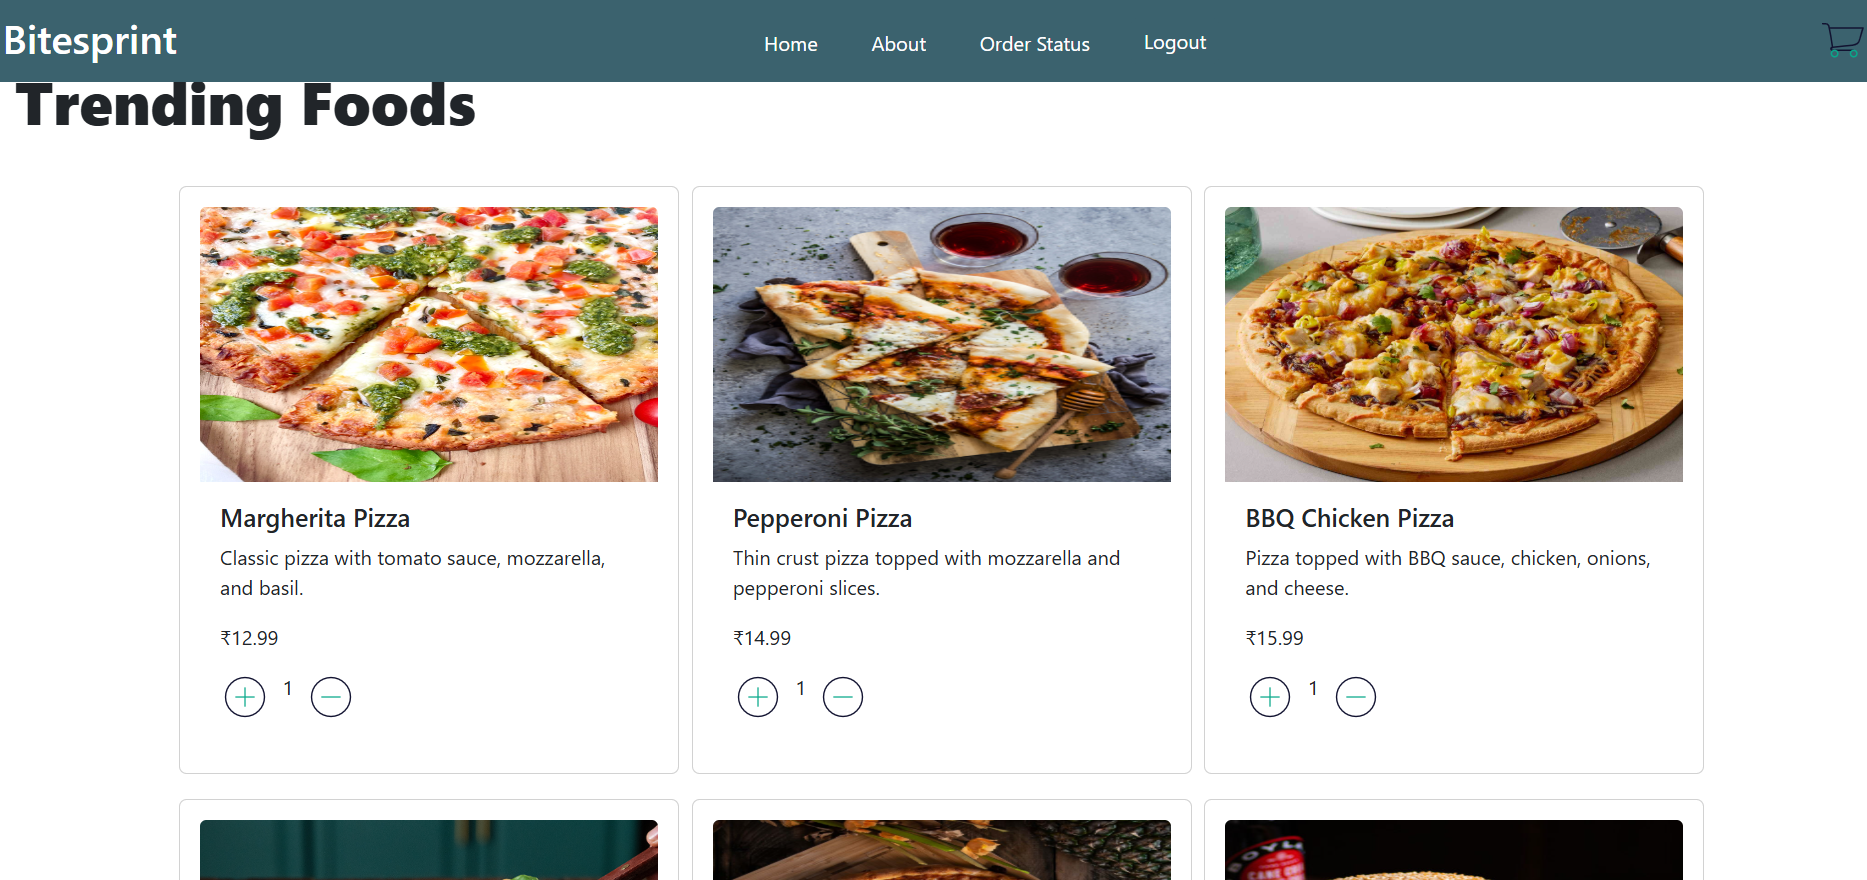 Bitesprint
Home About Order Status Logout
Trending Foods
Margherita Pizza
Classic pizza with tomato sauce, mozzarella,
and basil.
₹12.99
1
Pepperoni Pizza
Thin crust pizza topped with mozzarella and
pepperoni slices.
₹14.99
1
BBQ Chicken Pizza
Pizza topped with BBQ sauce, chicken, onions,
and cheese.
₹15.99
1